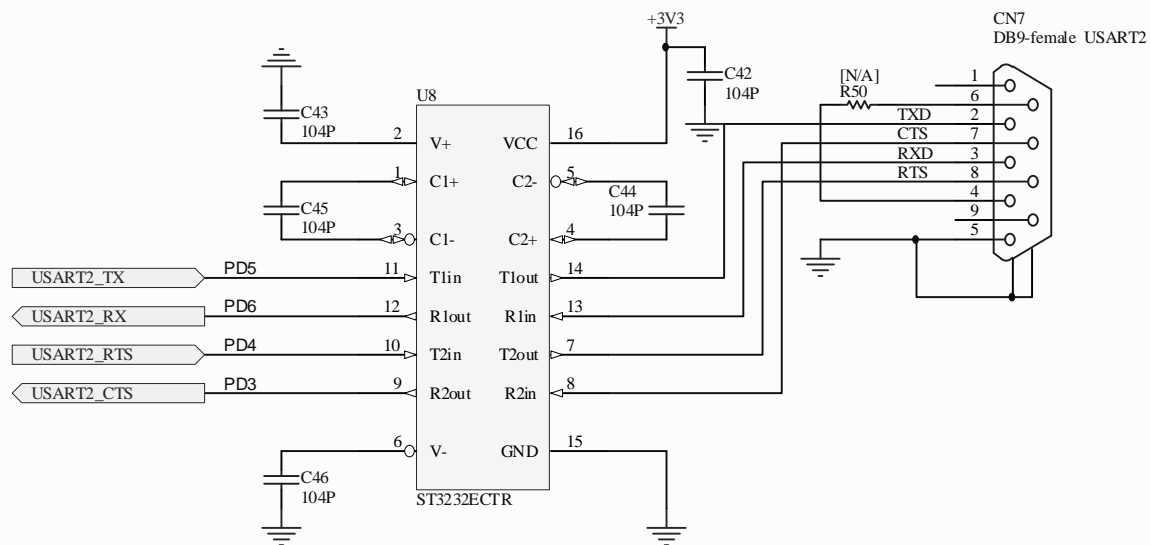 +3V3
CN7
DB9-female USART2
C42
104P
[N/A]
R50
C43
104P
U8
2
V+
VCC
16
1
C1+
C2-
5
C45
104P
C44
104P
3
C1-
C2+
4
USART2_TX
PD5
11
T1in
T1out
14
USART2_RX
PD6
12
R1out
R1in
13
USART2_RTS
PD4
10
T2in
T2out
7
USART2_CTS
PD3
9
R2out
R2in
8
6
V-
GND
15
C46
104P
ST3232ECTR
1
6
TXD
2
CTS
7
RXD
3
RTS
8
4
9
5